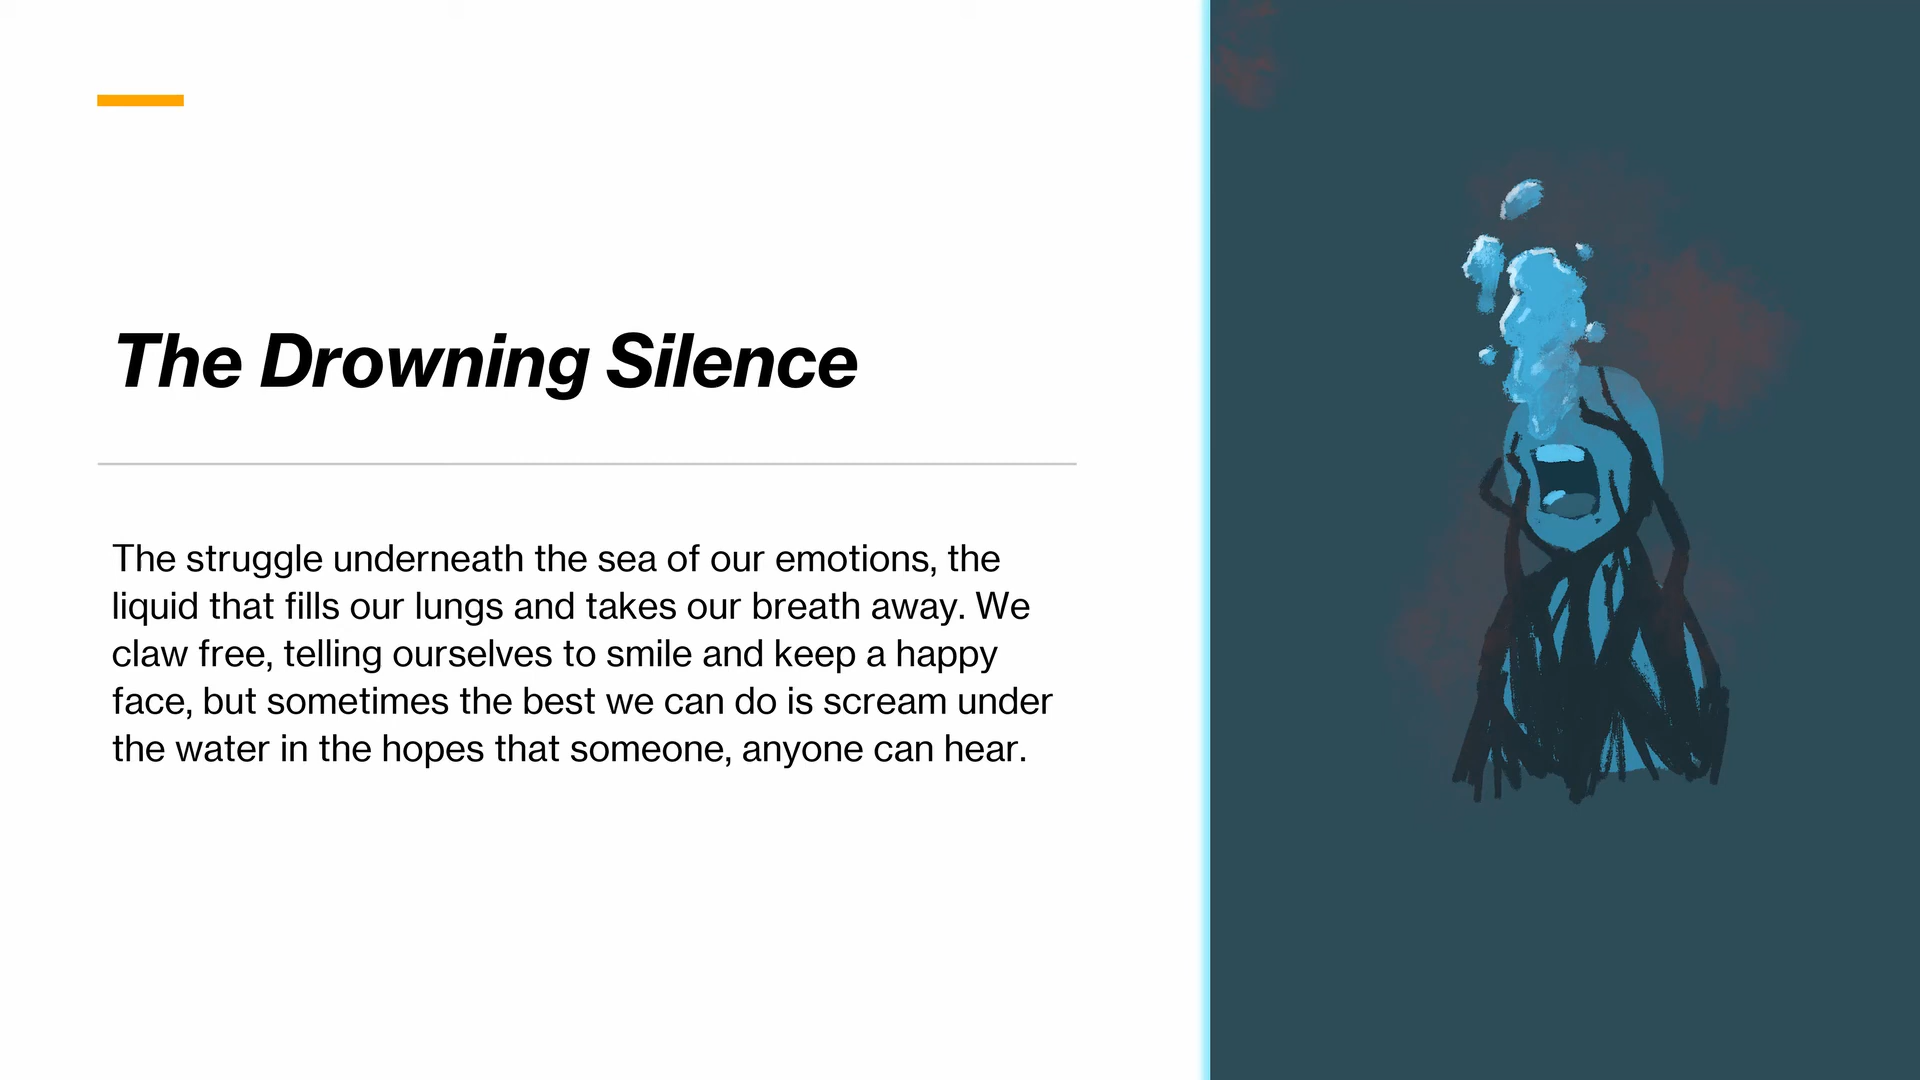 The Drowning Silence
The struggle underneath the sea of our emotions, the
liquid that fills our lungs and takes our breath away. We
claw free, telling ourselves to smile and keep a happy
face, but sometimes the best we can do is scream under
the water in the hopes that someone, anyone can hear.